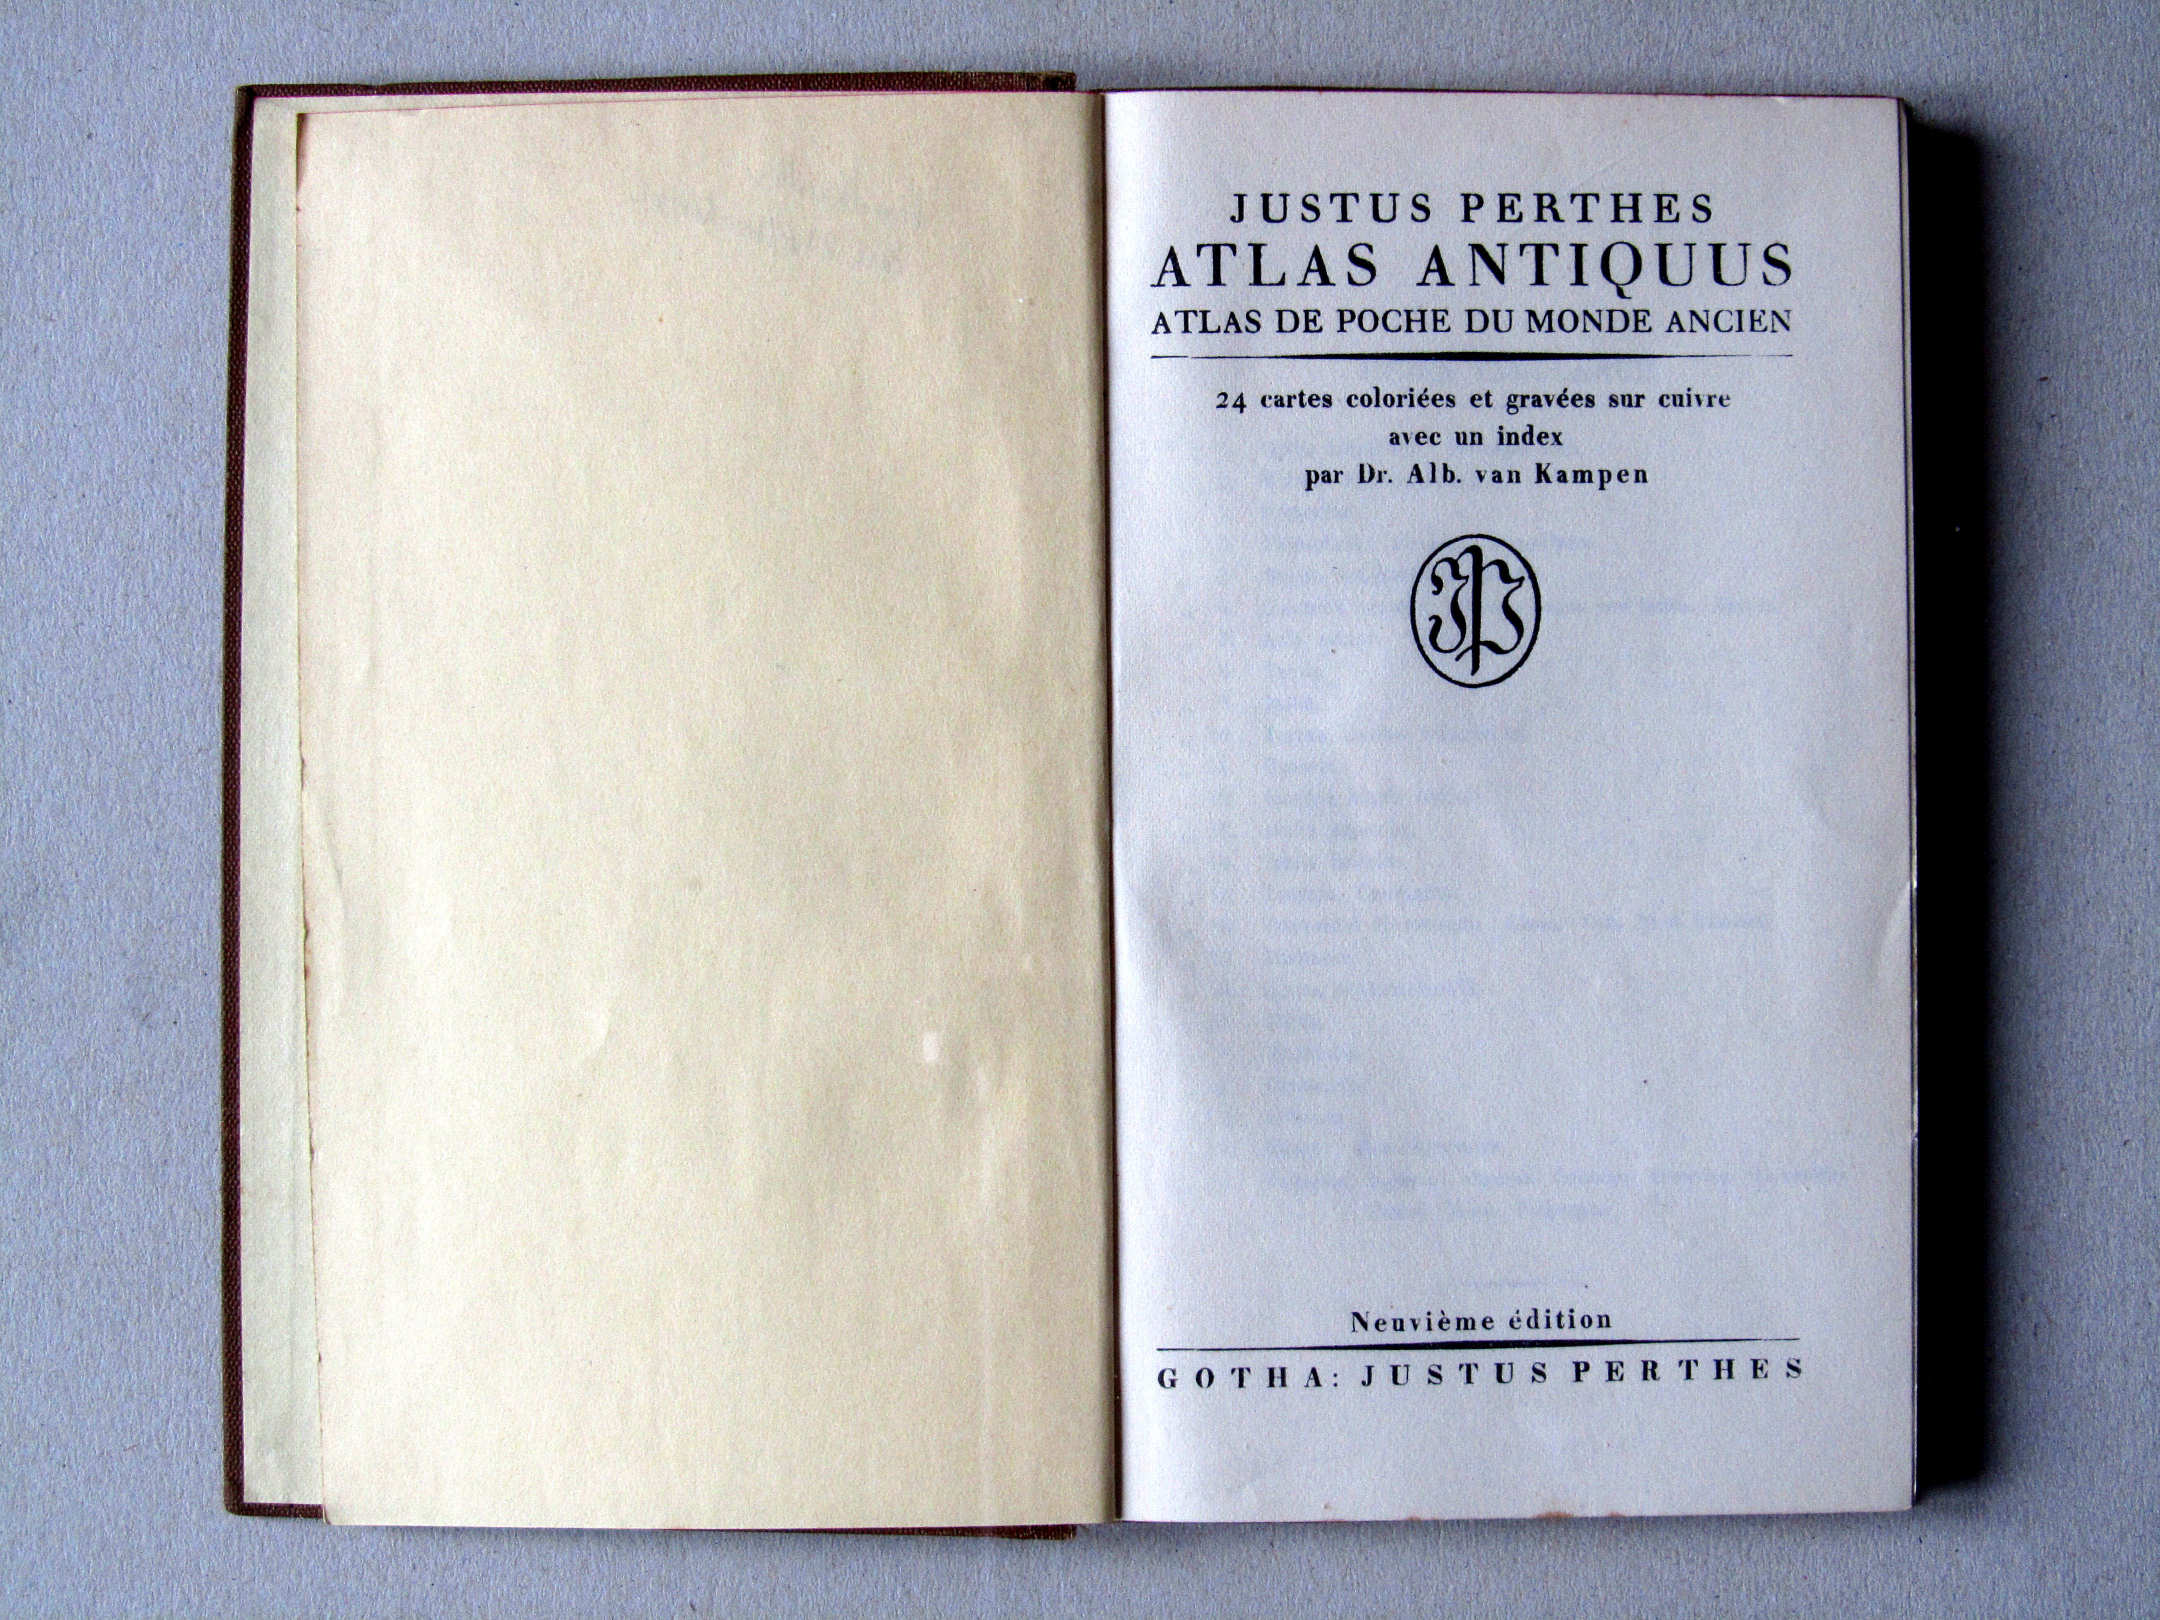 JUSTUS PERTHES
ATLAS ANTIQUUS
ATLAS DE POCHE DU MONDE ANCIEN
24 cartes coloriées et gravées sur cuivre
avec un index
par Dr. Alb. van Kampen
JP
Neuvième édition
GOTHA: JUSTUS PERTHES